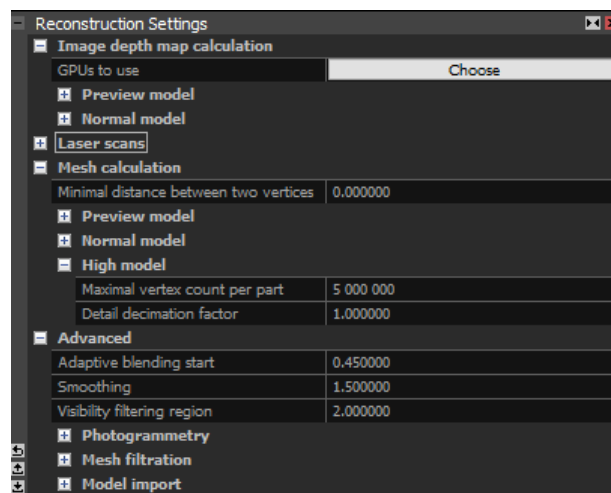 Reconstruction Settings
Image depth map calculation
GPUs to use Choose
Preview model
Normal model
Laser scans
Mesh calculation
Minimal distance between two vertices 0.000000
Preview model
Normal model
High model
Maximal vertex count per part 5 000 000
Detail decimation factor 1.000000
Advanced
Adaptive blending start 0.450000
Smoothing 1.500000
Visibility filtering region 2.000000
Photogrammetry
Mesh filtration
Model import